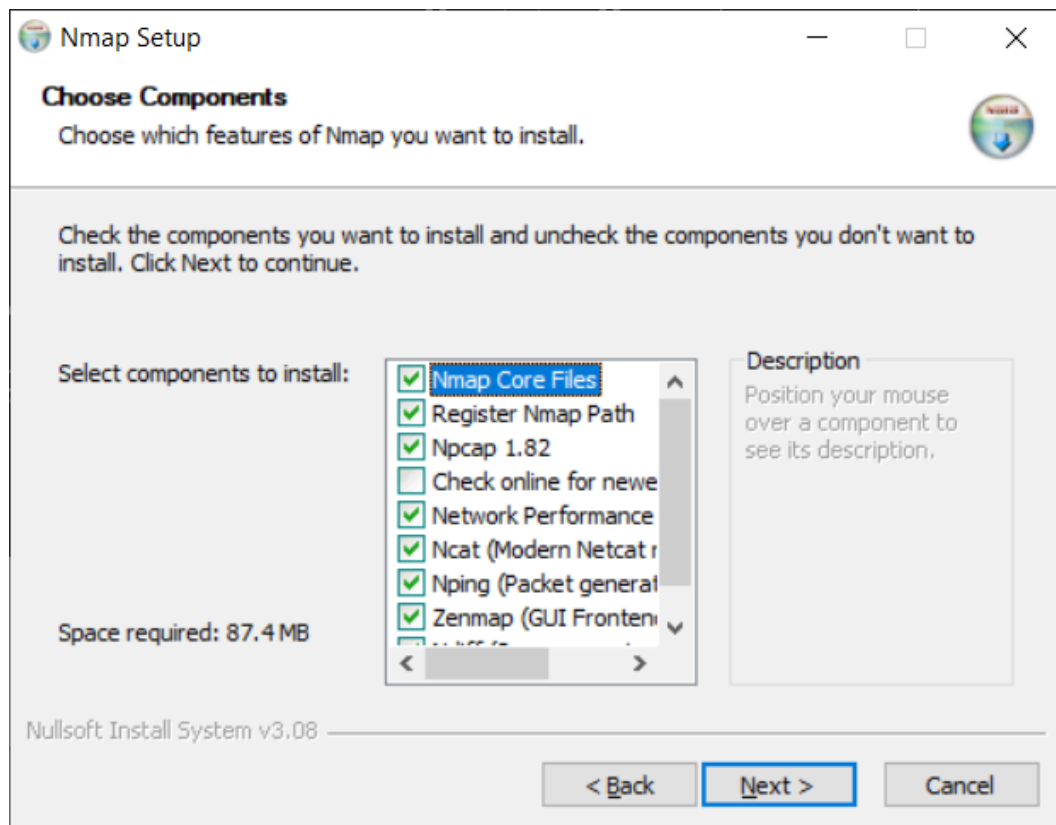 Nmap Setup
Choose Components
Choose which features of Nmap you want to install.
Check the components you want to install and uncheck the components you don't want to
install. Click Next to continue.
Select components to install:
Nmap Core Files
Register Nmap Path
Npcap 1.82
Check online for newe
Network Performance
Ncat (Modern Netcat r
Nping (Packet generat
Zenmap (GUI Fronten
Space required: 87.4 MB
Description
Position your mouse
over a component to
see its description.
Nullsoft Install System v3.08
< Back
Next >
Cancel